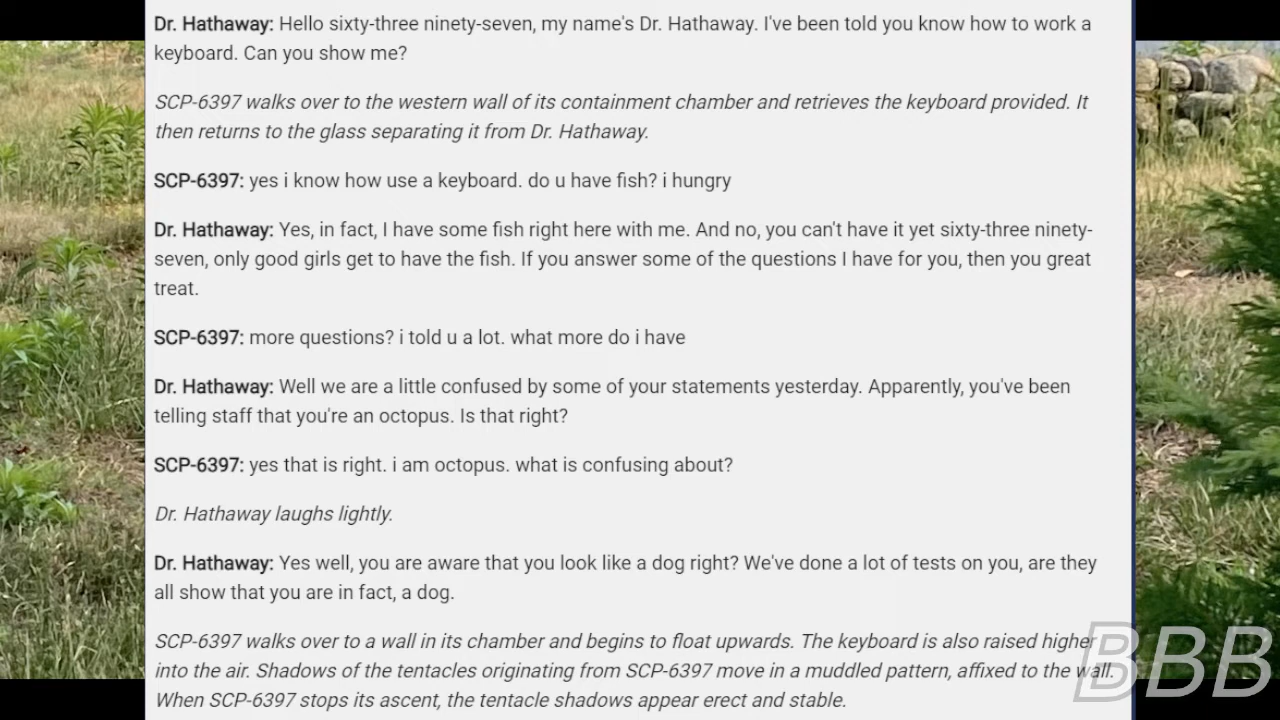 Dr. Hathaway: Hello sixty-three ninety-seven, my name's Dr. Hathaway. I've been told you know how to work a
keyboard. Can you show me?
SCP-6397 walks over to the western wall of its containment chamber and retrieves the keyboard provided. It
then returns to the glass separating it from Dr. Hathaway.
SCP-6397: yes i know how use a keyboard. do u have fish? i hungry
Dr. Hathaway: Yes, in fact, I have some fish right here with me. And no, you can't have it yet sixty-three ninety-
seven, only good girls get to have the fish. If you answer some of the questions I have for you, then you great
treat.
SCP-6397: more questions? i told u a lot. what more do i have
Dr. Hathaway: Well we are a little confused by some of your statements yesterday. Apparently, you've been
telling staff that you're an octopus. Is that right?
SCP-6397: yes that is right. i am octopus. what is confusing about?
Dr. Hathaway laughs lightly.
Dr. Hathaway: Yes well, you are aware that you look like a dog right? We've done a lot of tests on you, are they
all show that you are in fact, a dog.
SCP-6397 walks over to a wall in its chamber and begins to float upwards. The keyboard is also raised higher
into the air. Shadows of the tentacles originating from SCP-6397 move in a muddled pattern, affixed to the wall.
When SCP-6397 stops its ascent, the tentacle shadows appear erect and stable.
BBB